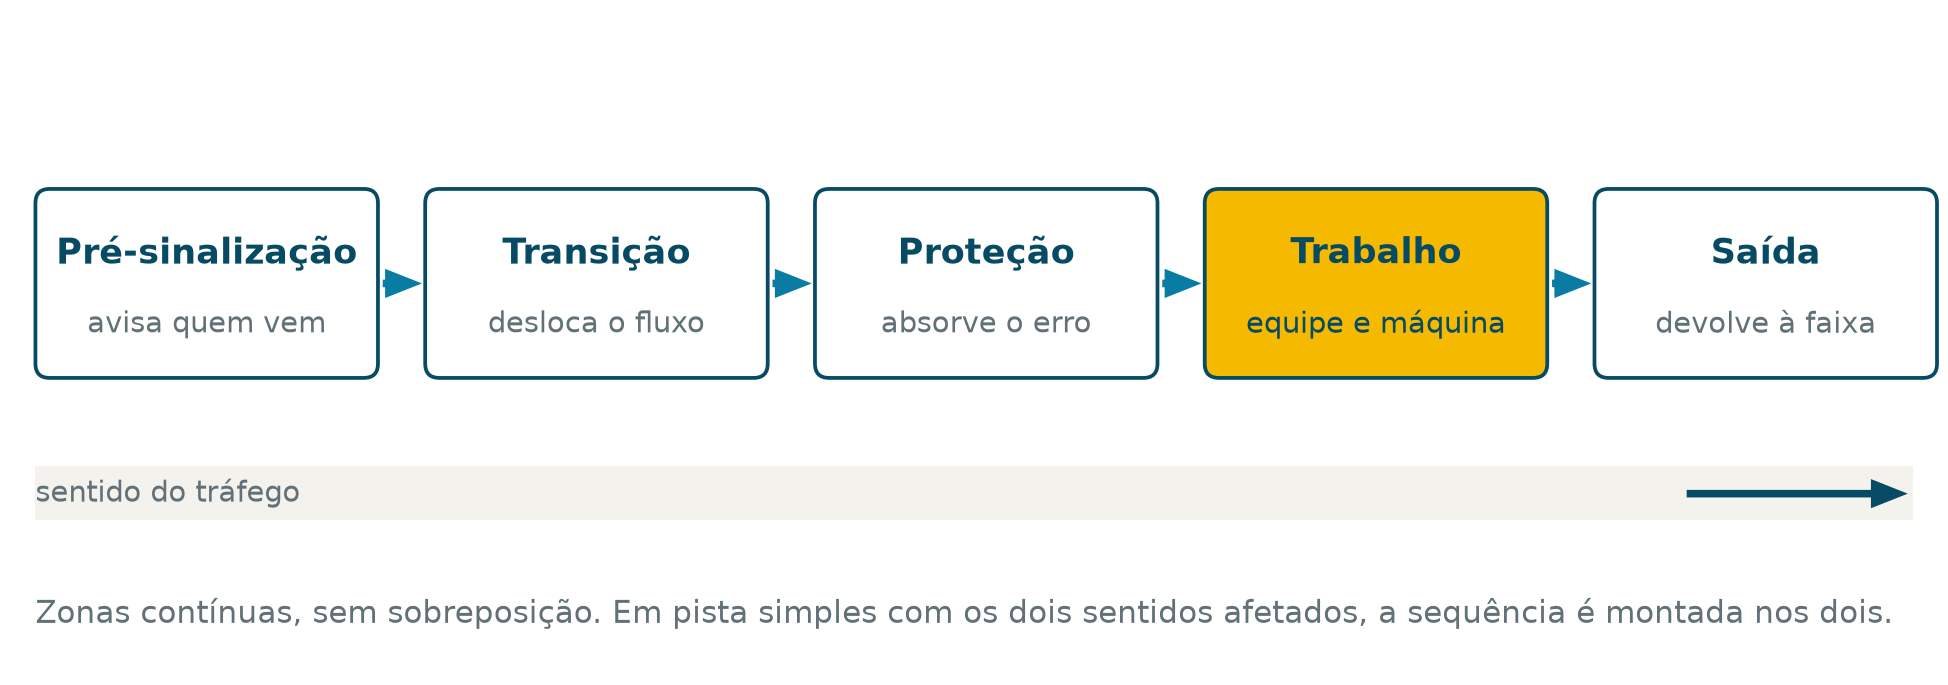 Pré-sinalização
avisa quem vem
Transição
desloca o fluxo
Proteção
absorve o erro
Trabalho
equipe e máquina
Saída
devolve à faixa
sentido do tráfego
Zonas contínuas, sem sobreposição. Em pista simples com os dois sentidos afetados, a sequência é montada nos dois.